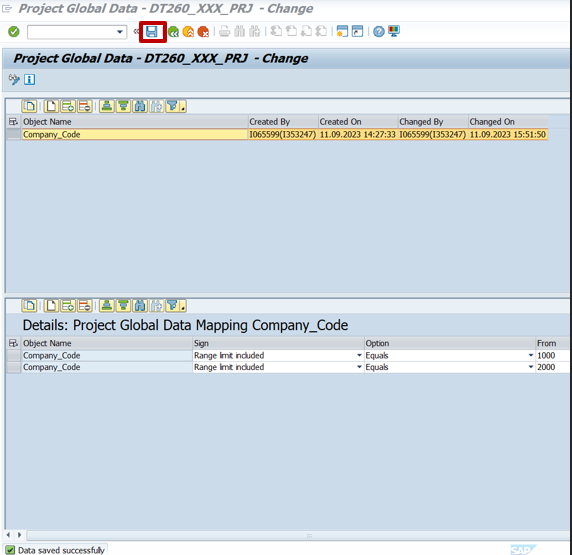 Project Global Data - DT260_XXX_PRJ - Change
Project Global Data - DT260_XXX_PRJ - Change
Object Name Created By Created On Changed By Changed On
Company_Code I065599(I353247) 11.09.2023 14:27:33 I065599(I353247) 11.09.2023 15:51:50
Details: Project Global Data Mapping Company_Code
Object Name Sign Option From
Company_Code Range limit included Equals 1000
Company_Code Range limit included Equals 2000
Data saved successfully
SAP